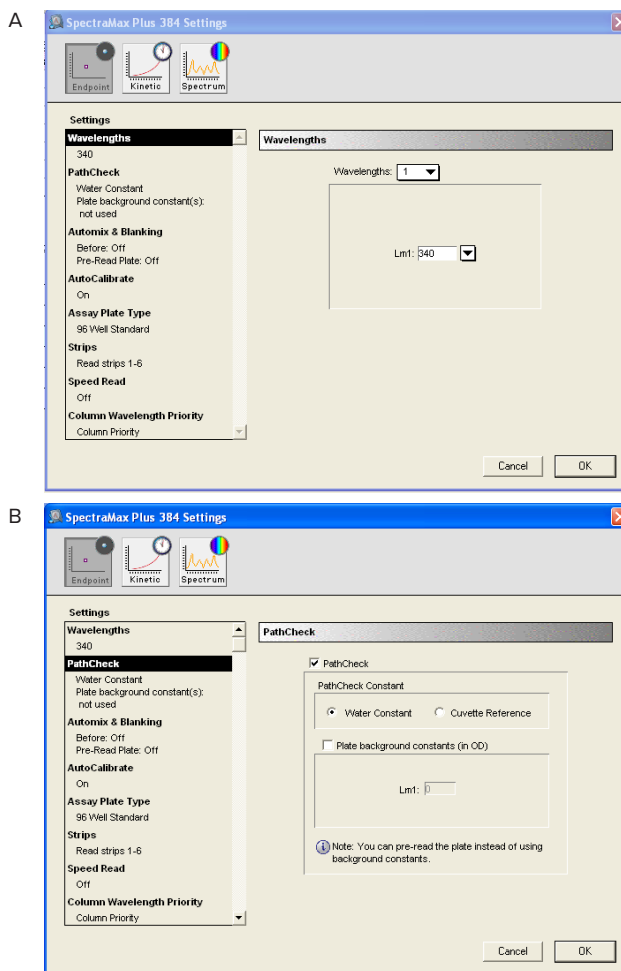 A
SpectraMax Plus 384 Settings
Endpoint
Kinetic
Spectrum
Settings
Wavelengths
340
PathCheck
Water Constant
Plate background constant(s):
not used
Automix & Blanking
Before: Off
Pre-Read Plate: Off
AutoCalibrate
On
Assay Plate Type
96 Well Standard
Strips
Read strips 1-6
Speed Read
Off
Column Wavelength Priority
Column Priority
Wavelengths
Wavelengths: 1
Lm1: 340
Cancel
OK
B
SpectraMax Plus 384 Settings
Endpoint
Kinetic
Spectrum
Settings
Wavelengths
340
PathCheck
Water Constant
Plate background constant(s):
not used
Automix & Blanking
Before: Off
Pre-Read Plate: Off
AutoCalibrate
On
Assay Plate Type
96 Well Standard
Strips
Read strips 1-6
Speed Read
Off
Column Wavelength Priority
Column Priority
PathCheck
PathCheck
PathCheck Constant
Water Constant
Cuvette Reference
Plate background constants (in OD)
Lm1: 0
Note: You can pre-read the plate instead of using
background constants.
Cancel
OK